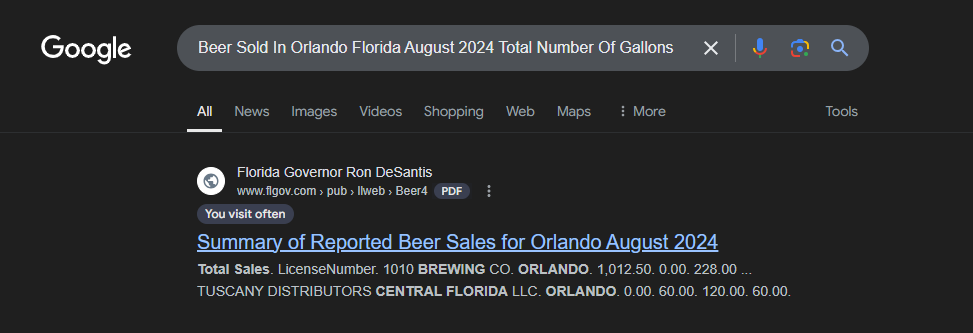 Google
Beer Sold In Orlando Florida August 2024 Total Number Of Gallons
All News Images Videos Shopping Web Maps More Tools
Florida Governor Ron DeSantis
www.flgov.com › pub › llweb › Beer4 PDF
You visit often
Summary of Reported Beer Sales for Orlando August 2024
Total Sales. LicenseNumber. 1010 BREWING CO. ORLANDO. 1,012.50. 0.00. 228.00 ...
TUSCANY DISTRIBUTORS CENTRAL FLORIDA LLC. ORLANDO. 0.00. 60.00. 120.00. 60.00.